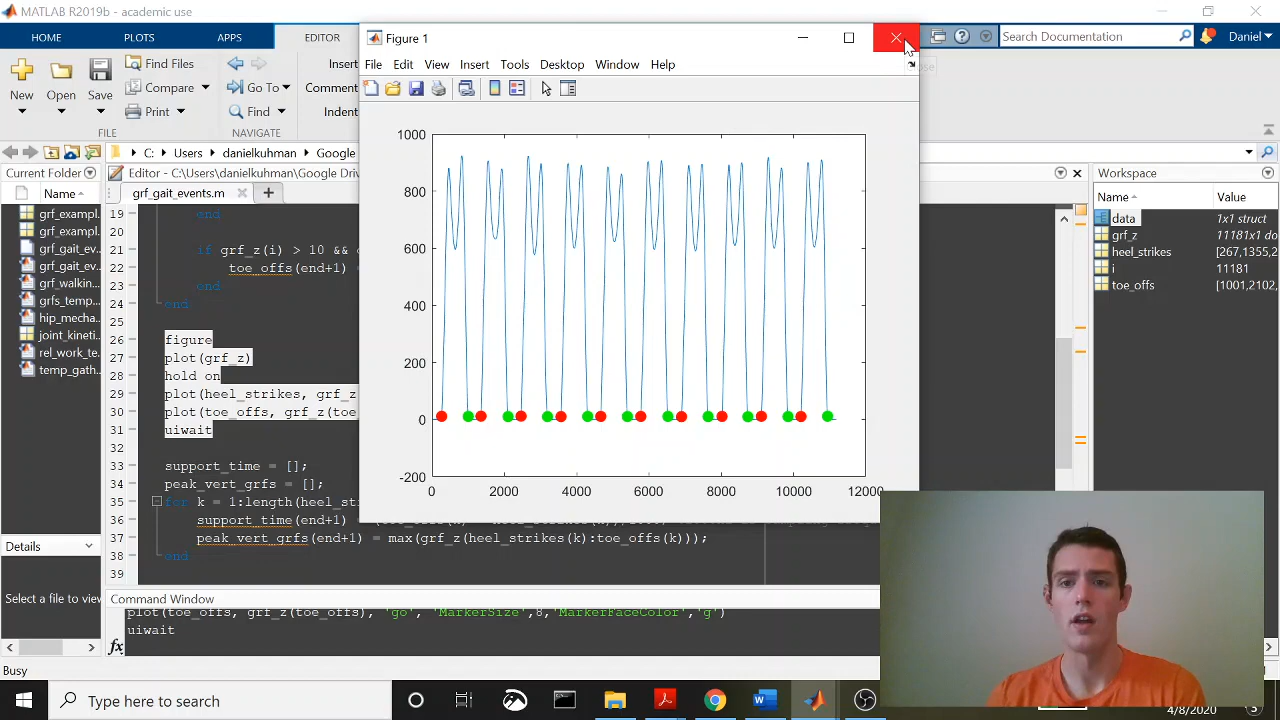 MATLAB R2019b - academic use
HOME
PLOTS
APPS
EDITOR
Search Documentation
Daniel
New
Open
Save
Find Files
Compare
Print
Go To
Find
Insert
Comment
Indent
FILE
NAVIGATE
C:
Users
danielkuhman
Google
Current Folder
Name
grf_exampl.
grf_exampl.
grf_gait_ev.
grf_gait_ev.
grf_walkin.
grfs_temp...
hip_mecha...
joint_kineti...
rel_work_te..
temp_gath..
Details
Select a file to view
Editor - C:\Users\danielkuhman\Google Driv
grf_gait_events.m
19 end
20
21 if grf_z(i) > 10 &&
22 toe_offs(end+1) =
23 end
24 end
25
26 figure
27 plot(grf_z)
28 hold on
29 plot(heel_strikes, grf_z
30 plot(toe_offs, grf_z(toe
31 uiwait
32
33 support_time = [];
34 peak_vert_grfs = [];
35 for k = 1:length(heel_st
36 support_time(end+1)
37 peak_vert_grfs(end+1) = max(grf_z(heel_strikes(k):toe_offs(k)));
38 end
39
Figure 1
File Edit View Insert Tools Desktop Window Help
Close
1000
800
600
400
200
0
-200
0 2000 4000 6000 8000 10000 12000
Command Window
plot(toe_offs, grf_z(toe_offs), 'go', 'MarkerSize',8,'MarkerFaceColor','g')
uiwait
fx
Workspace
Name Value
data 1x1 struct
grf_z 11181x1 do
heel_strikes [267,1355,2
i 11181
toe_offs [1001,2102,
Busy
Type here to search
4/8/2020